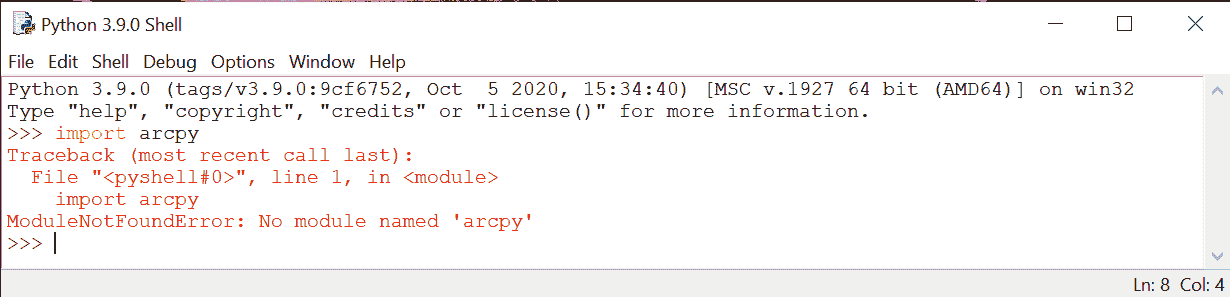 Python 3.9.0 Shell
File Edit Shell Debug Options Window Help
Python 3.9.0 (tags/v3.9.0:9cf6752, Oct  5 2020, 15:34:40) [MSC v.1927 64 bit (AMD64)] on win32
Type "help", "copyright", "credits" or "license()" for more information.
>>> import arcpy
Traceback (most recent call last):
  File "<pyshell#0>", line 1, in <module>
    import arcpy
ModuleNotFoundError: No module named 'arcpy'
>>>
Ln: 8 Col: 4